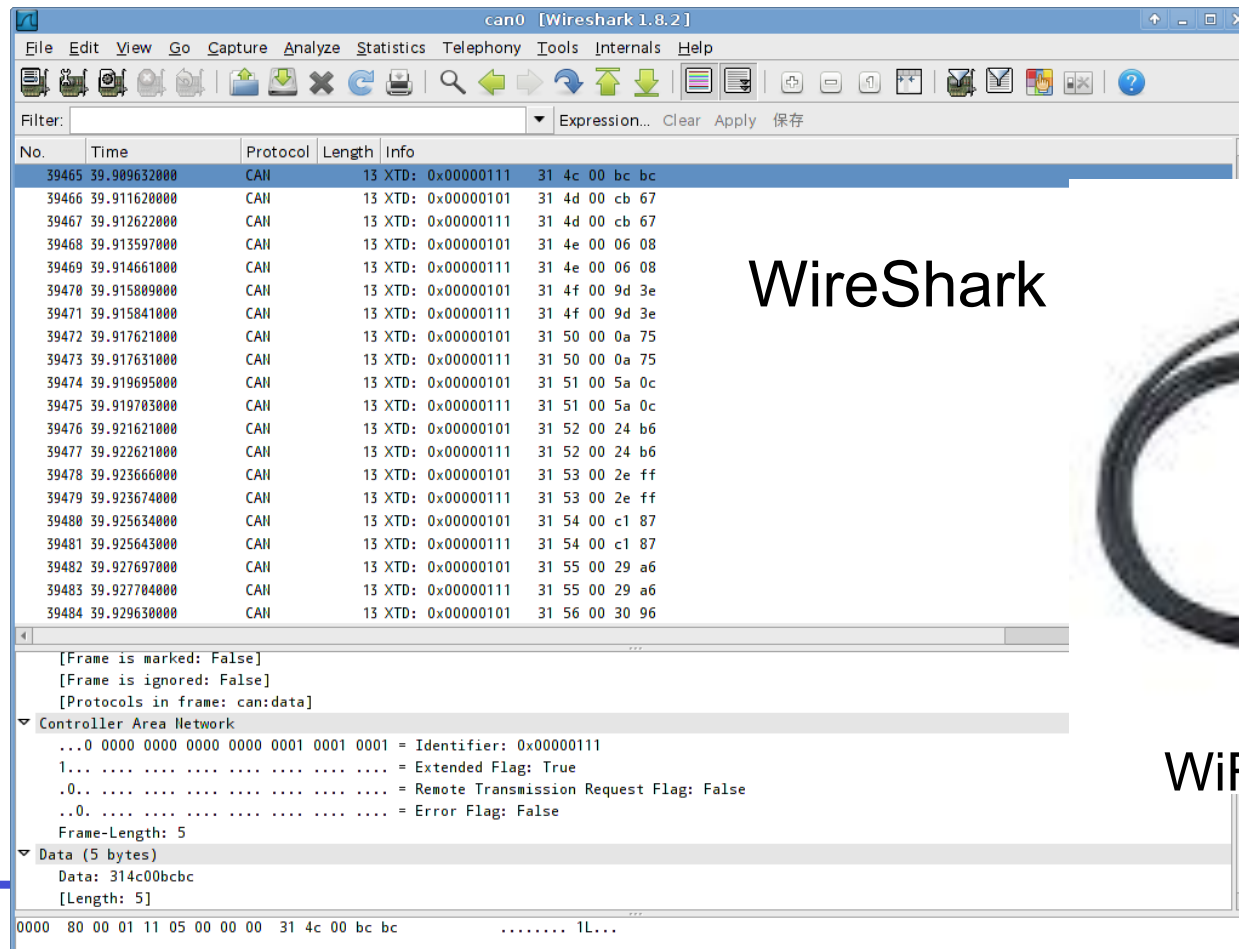 can0 [Wireshark 1.8.2]
File Edit View Go Capture Analyze Statistics Telephony Tools Internals Help
Filter: Expression... Clear Apply 保存
No. Time Protocol Length Info
39465 39.909632000 CAN 13 XTD: 0x00000111 31 4c 00 bc bc
39466 39.911620000 CAN 13 XTD: 0x00000101 31 4d 00 cb 67
39467 39.912622000 CAN 13 XTD: 0x00000111 31 4d 00 cb 67
39468 39.913597000 CAN 13 XTD: 0x00000101 31 4e 00 06 08
39469 39.914661000 CAN 13 XTD: 0x00000111 31 4e 00 06 08
39470 39.915809000 CAN 13 XTD: 0x00000101 31 4f 00 9d 3e
39471 39.915841000 CAN 13 XTD: 0x00000111 31 4f 00 9d 3e
39472 39.917621000 CAN 13 XTD: 0x00000101 31 50 00 0a 75
39473 39.917631000 CAN 13 XTD: 0x00000111 31 50 00 0a 75
39474 39.919695000 CAN 13 XTD: 0x00000101 31 51 00 5a 0c
39475 39.919703000 CAN 13 XTD: 0x00000111 31 51 00 5a 0c
39476 39.921621000 CAN 13 XTD: 0x00000101 31 52 00 24 b6
39477 39.922621000 CAN 13 XTD: 0x00000111 31 52 00 24 b6
39478 39.923666000 CAN 13 XTD: 0x00000101 31 53 00 2e ff
39479 39.923674000 CAN 13 XTD: 0x00000111 31 53 00 2e ff
39480 39.925634000 CAN 13 XTD: 0x00000101 31 54 00 c1 87
39481 39.925643000 CAN 13 XTD: 0x00000111 31 54 00 c1 87
39482 39.927697000 CAN 13 XTD: 0x00000101 31 55 00 29 a6
39483 39.927704000 CAN 13 XTD: 0x00000111 31 55 00 29 a6
39484 39.929630000 CAN 13 XTD: 0x00000101 31 56 00 30 96
WireShark
[Frame is marked: False]
[Frame is ignored: False]
[Protocols in frame: can:data]
Controller Area Network
...0 0000 0000 0000 0000 0001 0001 0001 = Identifier: 0x00000111
1... .... .... .... .... .... .... .... = Extended Flag: True
.0.. .... .... .... .... .... .... .... = Remote Transmission Request Flag: False
..0. .... .... .... .... .... .... .... = Error Flag: False
Frame-Length: 5
Data (5 bytes)
Data: 314c00bcbc
[Length: 5]
0000 80 00 01 11 05 00 00 00 31 4c 00 bc bc ........ 1L...